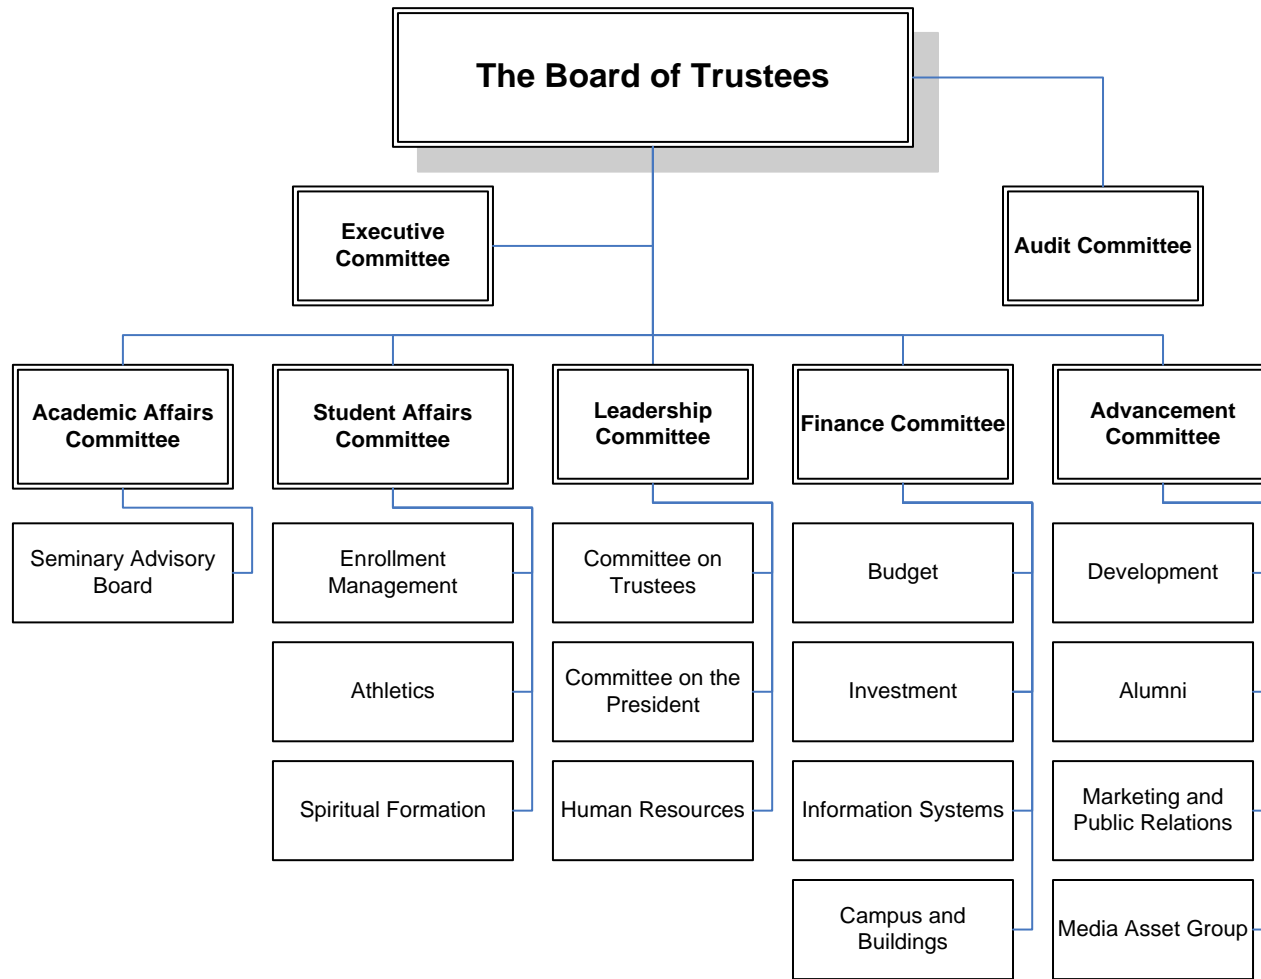 The Board of Trustees
Executive
Committee
Audit Committee
Academic Affairs
Committee
Student Affairs
Committee
Leadership
Committee
Finance Committee
Advancement
Committee
Seminary Advisory
Board
Enrollment
Management
Committee on
Trustees
Budget
Development
Athletics
Committee on the
President
Investment
Alumni
Spiritual Formation
Human Resources
Information Systems
Marketing and
Public Relations
Campus and
Buildings
Media Asset Group